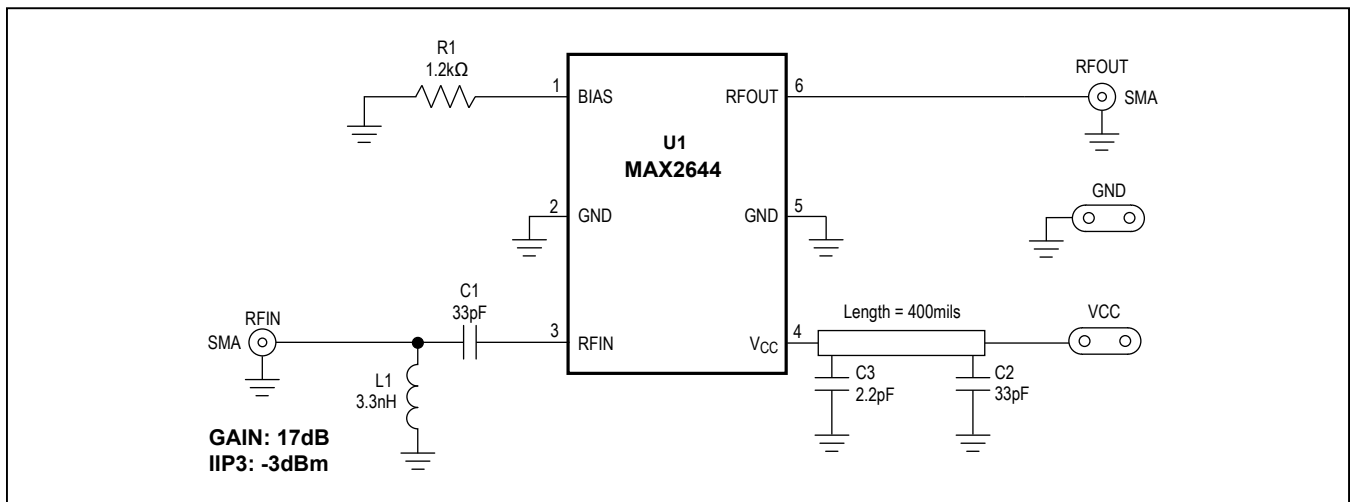 R1
1.2kΩ
1
BIAS
RFOUT
6
RFOUT
SMA
U1
MAX2644
2
GND
GND
5
GND
C1
33pF
RFIN
SMA
3
RFIN
VCC
4
Length = 400mils
VCC
L1
3.3nH
C3
2.2pF
C2
33pF
GAIN: 17dB
IIP3: -3dBm